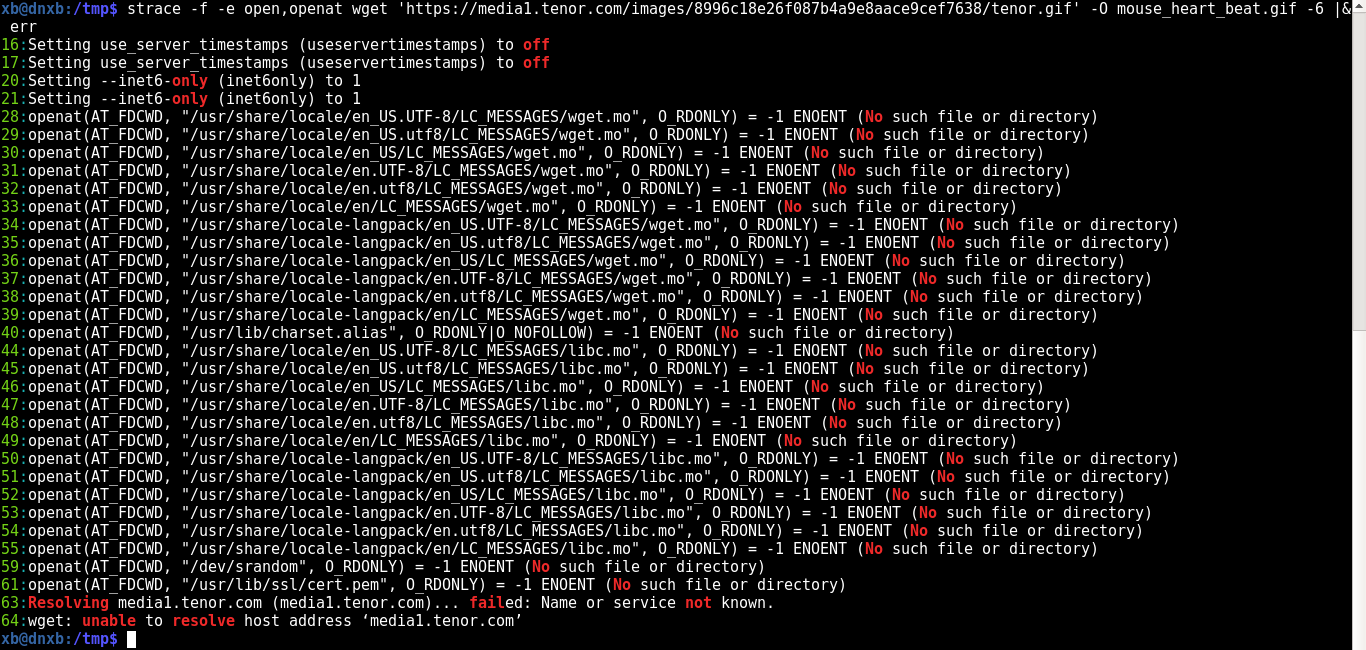 xb@dnxb:/tmp$ strace -f -e open,openat wget 'https://media1.tenor.com/images/8996c18e26f087b4a9e8aace9cef7638/tenor.gif' -O mouse_heart_beat.gif -6 |&
 err
16:Setting use_server_timestamps (useservertimestamps) to off
17:Setting use_server_timestamps (useservertimestamps) to off
20:Setting --inet6-only (inet6only) to 1
21:Setting --inet6-only (inet6only) to 1
28:openat(AT_FDCWD, "/usr/share/locale/en_US.UTF-8/LC_MESSAGES/wget.mo", O_RDONLY) = -1 ENOENT (No such file or directory)
29:openat(AT_FDCWD, "/usr/share/locale/en_US.utf8/LC_MESSAGES/wget.mo", O_RDONLY) = -1 ENOENT (No such file or directory)
30:openat(AT_FDCWD, "/usr/share/locale/en_US/LC_MESSAGES/wget.mo", O_RDONLY) = -1 ENOENT (No such file or directory)
31:openat(AT_FDCWD, "/usr/share/locale/en.UTF-8/LC_MESSAGES/wget.mo", O_RDONLY) = -1 ENOENT (No such file or directory)
32:openat(AT_FDCWD, "/usr/share/locale/en.utf8/LC_MESSAGES/wget.mo", O_RDONLY) = -1 ENOENT (No such file or directory)
33:openat(AT_FDCWD, "/usr/share/locale/en/LC_MESSAGES/wget.mo", O_RDONLY) = -1 ENOENT (No such file or directory)
34:openat(AT_FDCWD, "/usr/share/locale-langpack/en_US.UTF-8/LC_MESSAGES/wget.mo", O_RDONLY) = -1 ENOENT (No such file or directory)
35:openat(AT_FDCWD, "/usr/share/locale-langpack/en_US.utf8/LC_MESSAGES/wget.mo", O_RDONLY) = -1 ENOENT (No such file or directory)
36:openat(AT_FDCWD, "/usr/share/locale-langpack/en_US/LC_MESSAGES/wget.mo", O_RDONLY) = -1 ENOENT (No such file or directory)
37:openat(AT_FDCWD, "/usr/share/locale-langpack/en.UTF-8/LC_MESSAGES/wget.mo", O_RDONLY) = -1 ENOENT (No such file or directory)
38:openat(AT_FDCWD, "/usr/share/locale-langpack/en.utf8/LC_MESSAGES/wget.mo", O_RDONLY) = -1 ENOENT (No such file or directory)
39:openat(AT_FDCWD, "/usr/share/locale-langpack/en/LC_MESSAGES/wget.mo", O_RDONLY) = -1 ENOENT (No such file or directory)
40:openat(AT_FDCWD, "/usr/lib/charset.alias", O_RDONLY|O_NOFOLLOW) = -1 ENOENT (No such file or directory)
44:openat(AT_FDCWD, "/usr/share/locale/en_US.UTF-8/LC_MESSAGES/libc.mo", O_RDONLY) = -1 ENOENT (No such file or directory)
45:openat(AT_FDCWD, "/usr/share/locale/en_US.utf8/LC_MESSAGES/libc.mo", O_RDONLY) = -1 ENOENT (No such file or directory)
46:openat(AT_FDCWD, "/usr/share/locale/en_US/LC_MESSAGES/libc.mo", O_RDONLY) = -1 ENOENT (No such file or directory)
47:openat(AT_FDCWD, "/usr/share/locale/en.UTF-8/LC_MESSAGES/libc.mo", O_RDONLY) = -1 ENOENT (No such file or directory)
48:openat(AT_FDCWD, "/usr/share/locale/en.utf8/LC_MESSAGES/libc.mo", O_RDONLY) = -1 ENOENT (No such file or directory)
49:openat(AT_FDCWD, "/usr/share/locale/en/LC_MESSAGES/libc.mo", O_RDONLY) = -1 ENOENT (No such file or directory)
50:openat(AT_FDCWD, "/usr/share/locale-langpack/en_US.UTF-8/LC_MESSAGES/libc.mo", O_RDONLY) = -1 ENOENT (No such file or directory)
51:openat(AT_FDCWD, "/usr/share/locale-langpack/en_US.utf8/LC_MESSAGES/libc.mo", O_RDONLY) = -1 ENOENT (No such file or directory)
52:openat(AT_FDCWD, "/usr/share/locale-langpack/en_US/LC_MESSAGES/libc.mo", O_RDONLY) = -1 ENOENT (No such file or directory)
53:openat(AT_FDCWD, "/usr/share/locale-langpack/en.UTF-8/LC_MESSAGES/libc.mo", O_RDONLY) = -1 ENOENT (No such file or directory)
54:openat(AT_FDCWD, "/usr/share/locale-langpack/en.utf8/LC_MESSAGES/libc.mo", O_RDONLY) = -1 ENOENT (No such file or directory)
55:openat(AT_FDCWD, "/usr/share/locale-langpack/en/LC_MESSAGES/libc.mo", O_RDONLY) = -1 ENOENT (No such file or directory)
59:openat(AT_FDCWD, "/dev/srandom", O_RDONLY) = -1 ENOENT (No such file or directory)
61:openat(AT_FDCWD, "/usr/lib/ssl/cert.pem", O_RDONLY) = -1 ENOENT (No such file or directory)
63:Resolving media1.tenor.com (media1.tenor.com)... failed: Name or service not known.
64:wget: unable to resolve host address ‘media1.tenor.com’
xb@dnxb:/tmp$